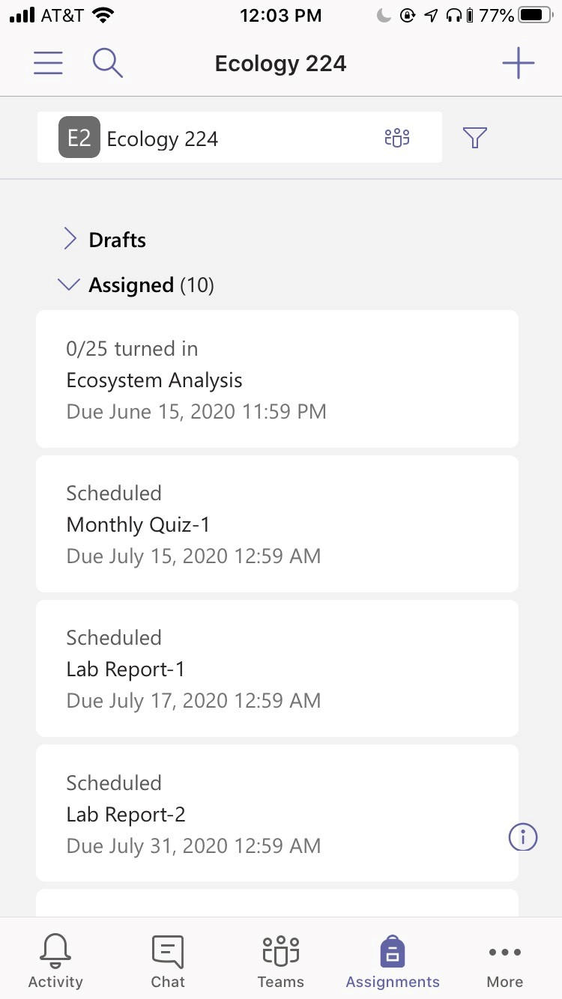 AT&T 12:03 PM 77%
Ecology 224
E2 Ecology 224
Drafts
Assigned (10)
0/25 turned in
Ecosystem Analysis
Due June 15, 2020 11:59 PM
Scheduled
Monthly Quiz-1
Due July 15, 2020 12:59 AM
Scheduled
Lab Report-1
Due July 17, 2020 12:59 AM
Scheduled
Lab Report-2
Due July 31, 2020 12:59 AM
Activity Chat Teams Assignments More